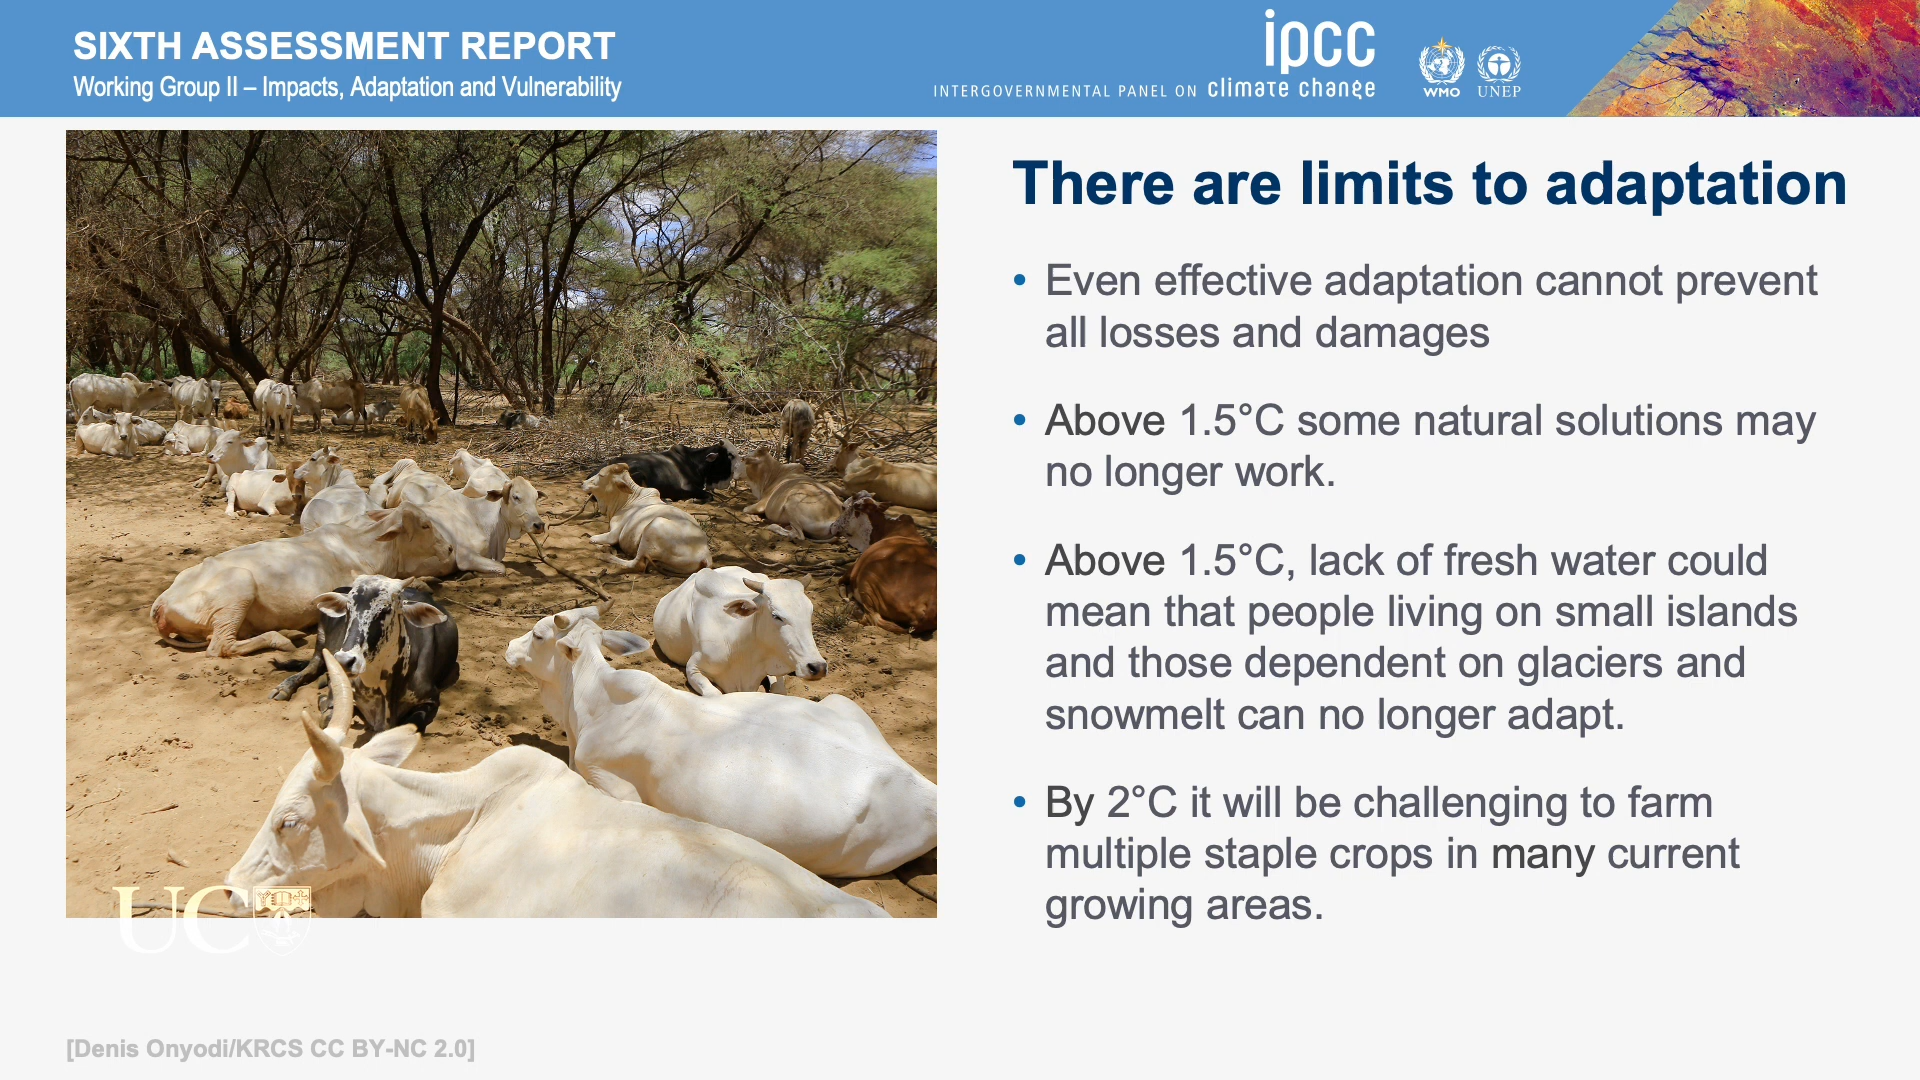 SIXTH ASSESSMENT REPORT
Working Group II – Impacts, Adaptation and Vulnerability
ipcc
INTERGOVERNMENTAL PANEL ON climate change
WMO
UNEP
There are limits to adaptation
• Even effective adaptation cannot prevent
all losses and damages
• Above 1.5°C some natural solutions may
no longer work.
• Above 1.5°C, lack of fresh water could
mean that people living on small islands
and those dependent on glaciers and
snowmelt can no longer adapt.
• By 2°C it will be challenging to farm
multiple staple crops in many current
growing areas.
UC
[Denis Onyodi/KRCS CC BY-NC 2.0]